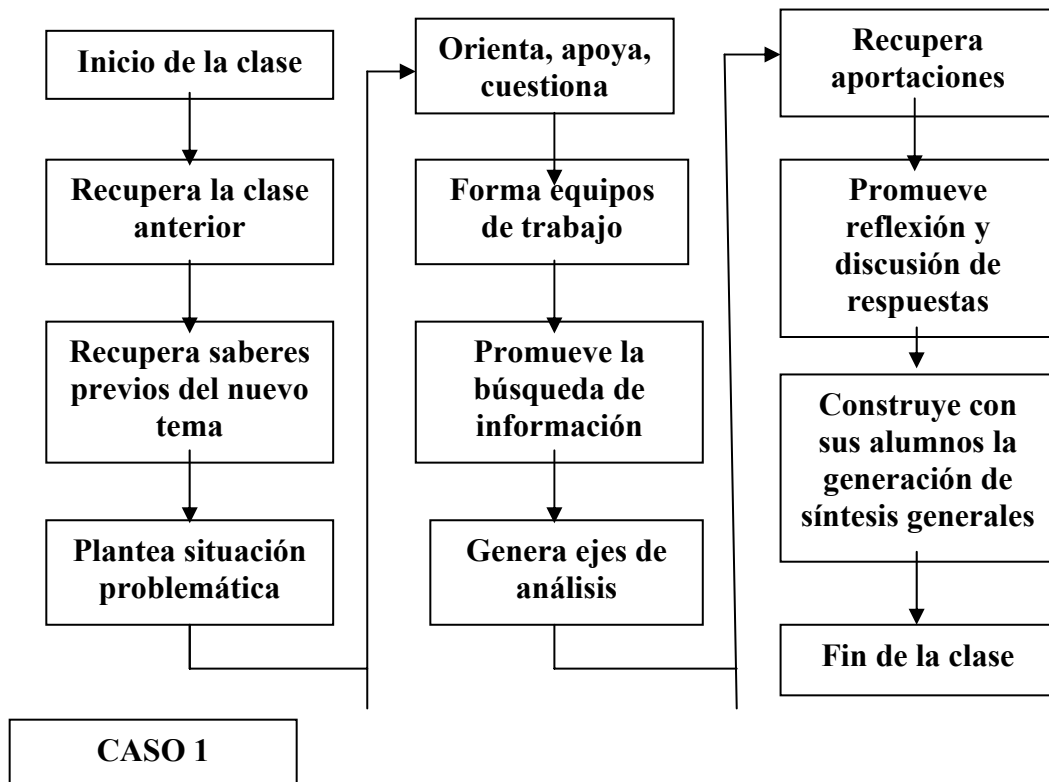 Inicio de la clase
Recupera la clase
anterior
Recupera saberes
previos del nuevo
tema
Plantea situación
problemática
Orienta, apoya,
cuestiona
Forma equipos
de trabajo
Promueve la
búsqueda de
información
Genera ejes de
análisis
Recupera
aportaciones
Promueve
reflexión y
discusión de
respuestas
Construye con
sus alumnos la
generación de
síntesis generales
Fin de la clase
CASO 1